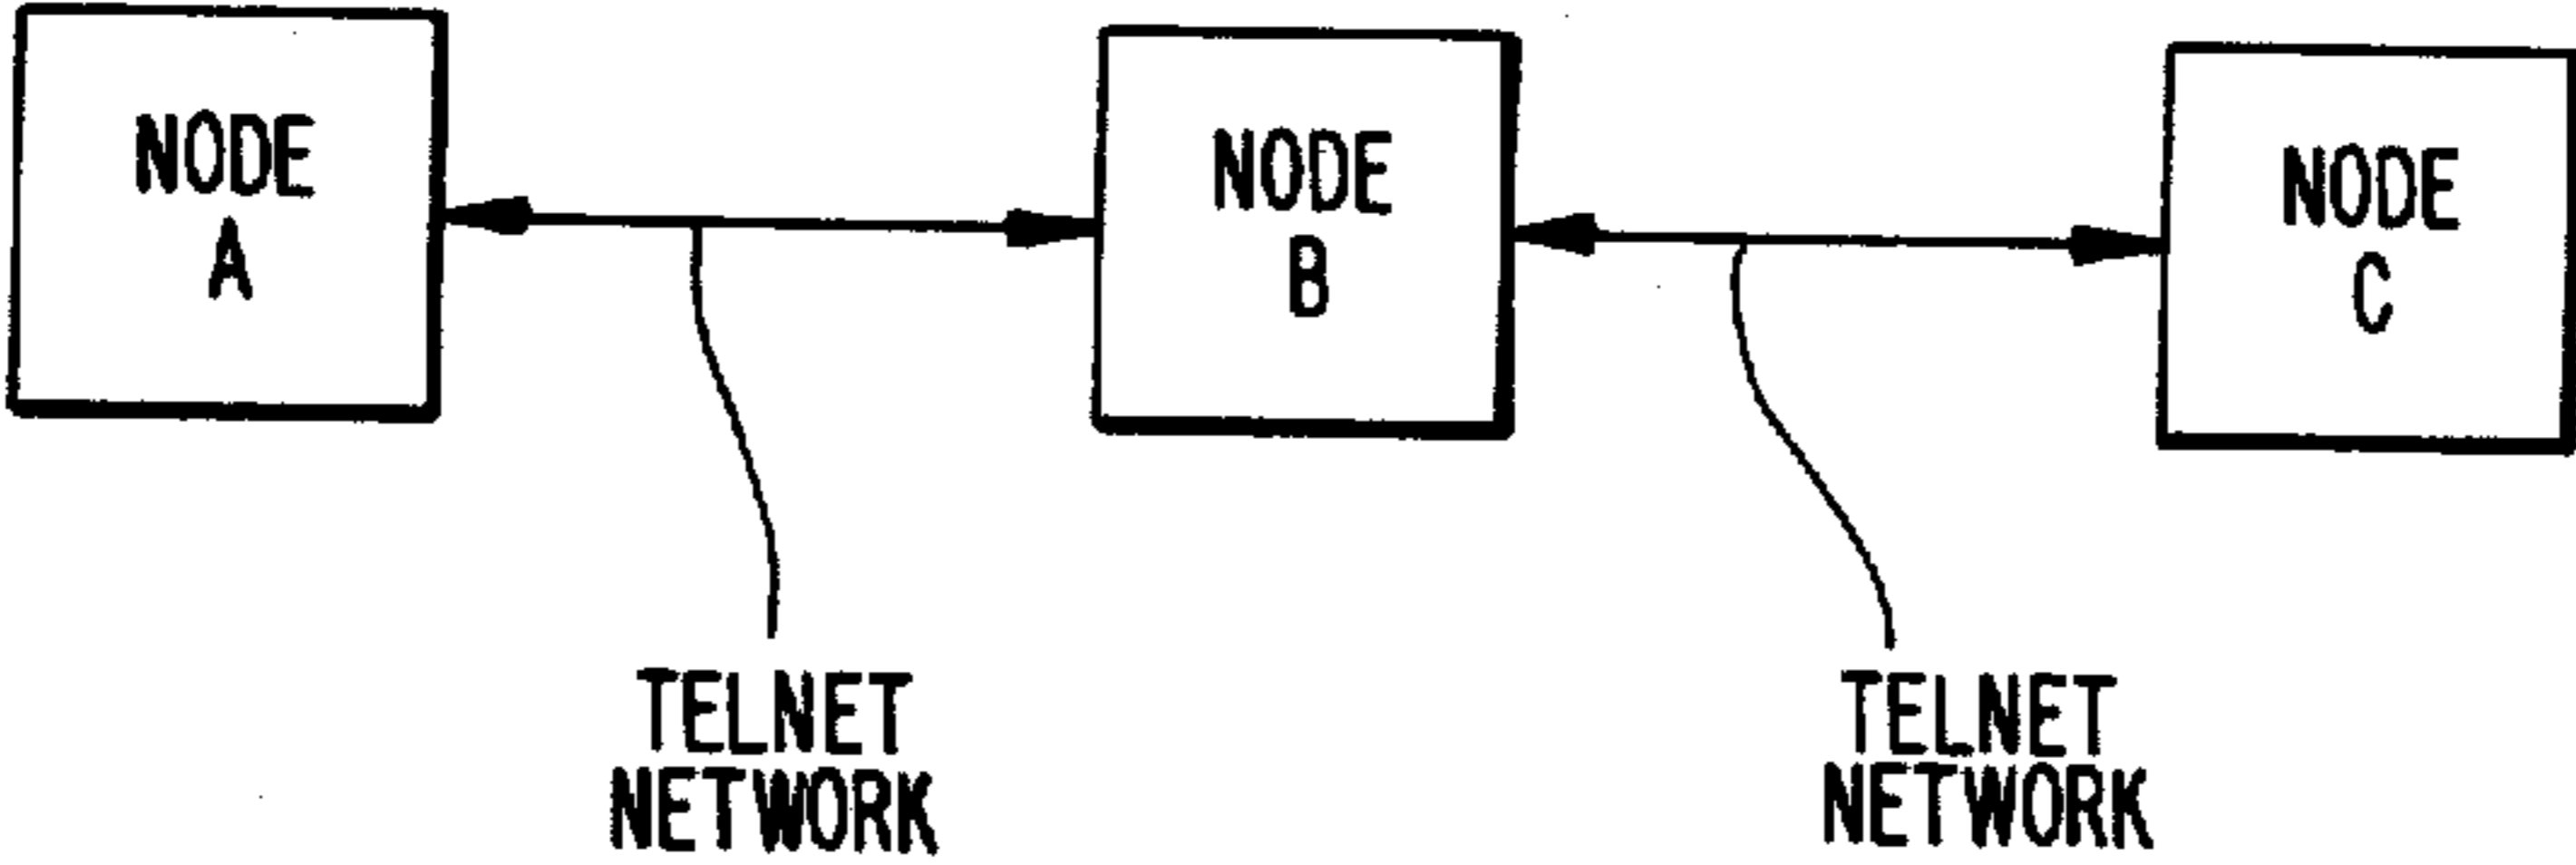 NODE
A
NODE
B
NODE
C
TELNET
NETWORK
TELNET
NETWORK